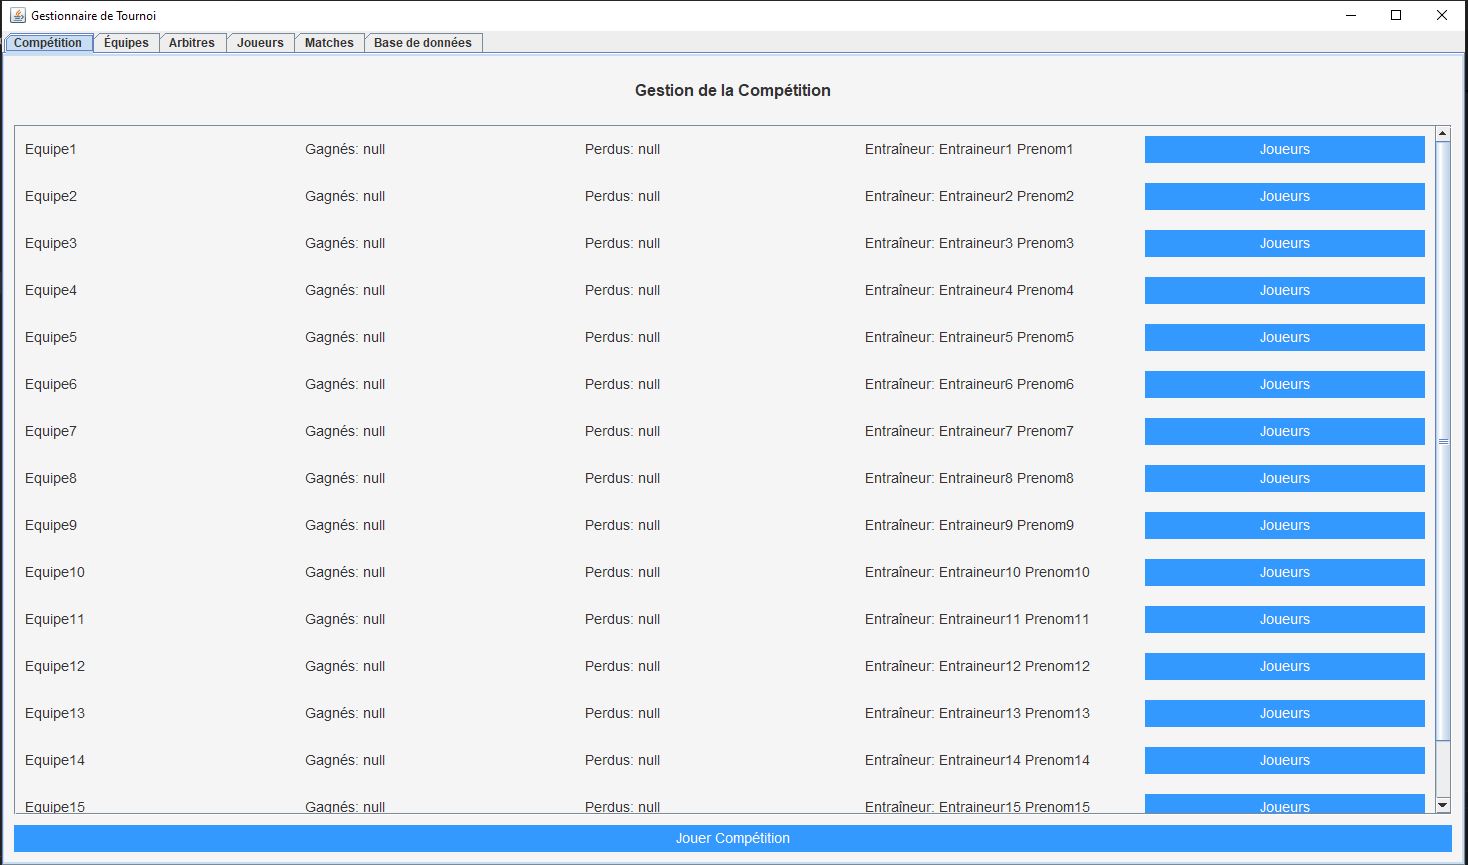 Gestionnaire de Tournoi
Compétition Équipes Arbitres Joueurs Matches Base de données
Gestion de la Compétition
Equipe1 Gagnés: null Perdus: null Entraîneur: Entraineur1 Prenom1 Joueurs
Equipe2 Gagnés: null Perdus: null Entraîneur: Entraineur2 Prenom2 Joueurs
Equipe3 Gagnés: null Perdus: null Entraîneur: Entraineur3 Prenom3 Joueurs
Equipe4 Gagnés: null Perdus: null Entraîneur: Entraineur4 Prenom4 Joueurs
Equipe5 Gagnés: null Perdus: null Entraîneur: Entraineur5 Prenom5 Joueurs
Equipe6 Gagnés: null Perdus: null Entraîneur: Entraineur6 Prenom6 Joueurs
Equipe7 Gagnés: null Perdus: null Entraîneur: Entraineur7 Prenom7 Joueurs
Equipe8 Gagnés: null Perdus: null Entraîneur: Entraineur8 Prenom8 Joueurs
Equipe9 Gagnés: null Perdus: null Entraîneur: Entraineur9 Prenom9 Joueurs
Equipe10 Gagnés: null Perdus: null Entraîneur: Entraineur10 Prenom10 Joueurs
Equipe11 Gagnés: null Perdus: null Entraîneur: Entraineur11 Prenom11 Joueurs
Equipe12 Gagnés: null Perdus: null Entraîneur: Entraineur12 Prenom12 Joueurs
Equipe13 Gagnés: null Perdus: null Entraîneur: Entraineur13 Prenom13 Joueurs
Equipe14 Gagnés: null Perdus: null Entraîneur: Entraineur14 Prenom14 Joueurs
Equipe15 Gagnés: null Perdus: null Entraîneur: Entraineur15 Prenom15 Joueurs
Jouer Compétition